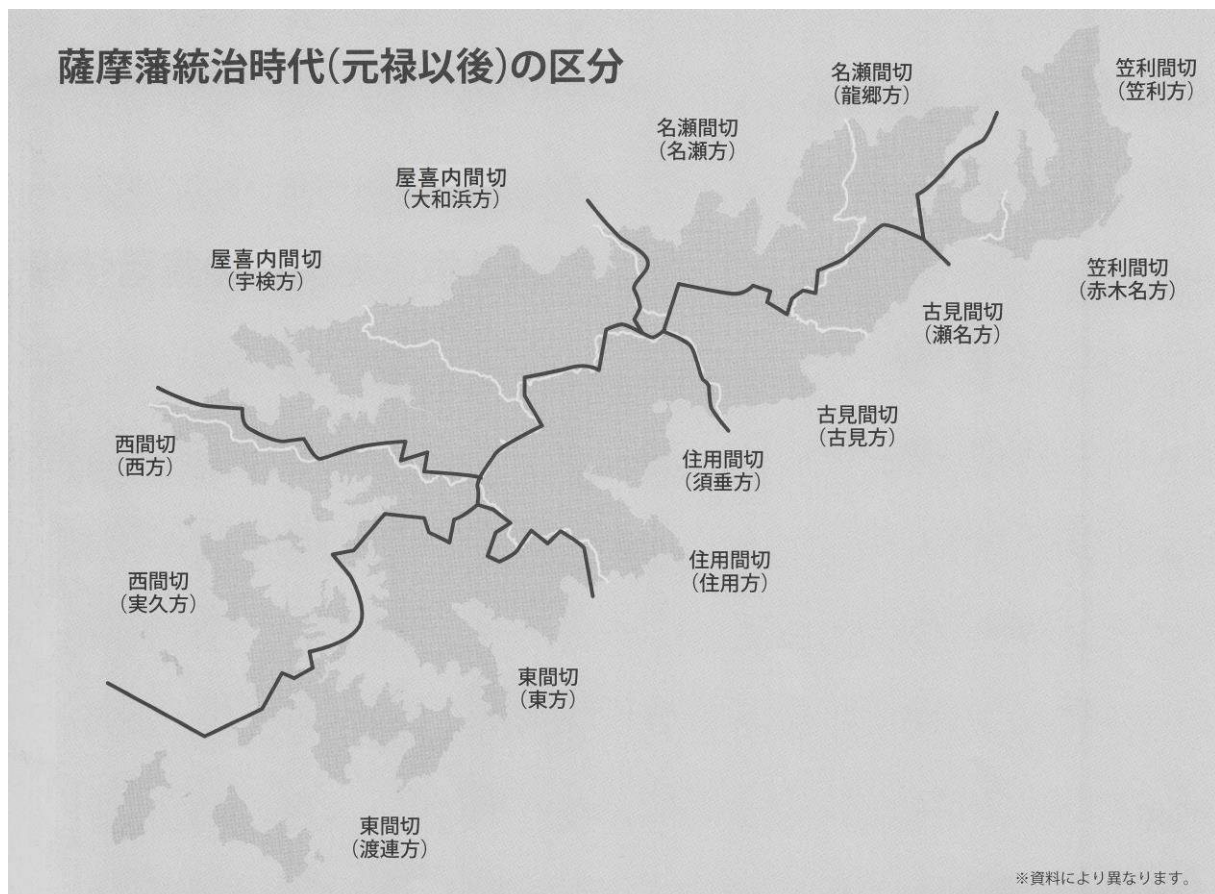 薩摩藩統治時代(元禄以後)の区分
笠利間切
(笠利方)
名瀬間切
(龍郷方)
名瀬間切
(名瀬方)
屋喜内間切
(大和浜方)
屋喜内間切
(宇検方)
笠利間切
(赤木名方)
古見間切
(瀬名方)
古見間切
(古見方)
西間切
(西方)
住用間切
(須垂方)
住用間切
(住用方)
西間切
(実久方)
東間切
(東方)
東間切
(渡連方)
※資料により異なります。